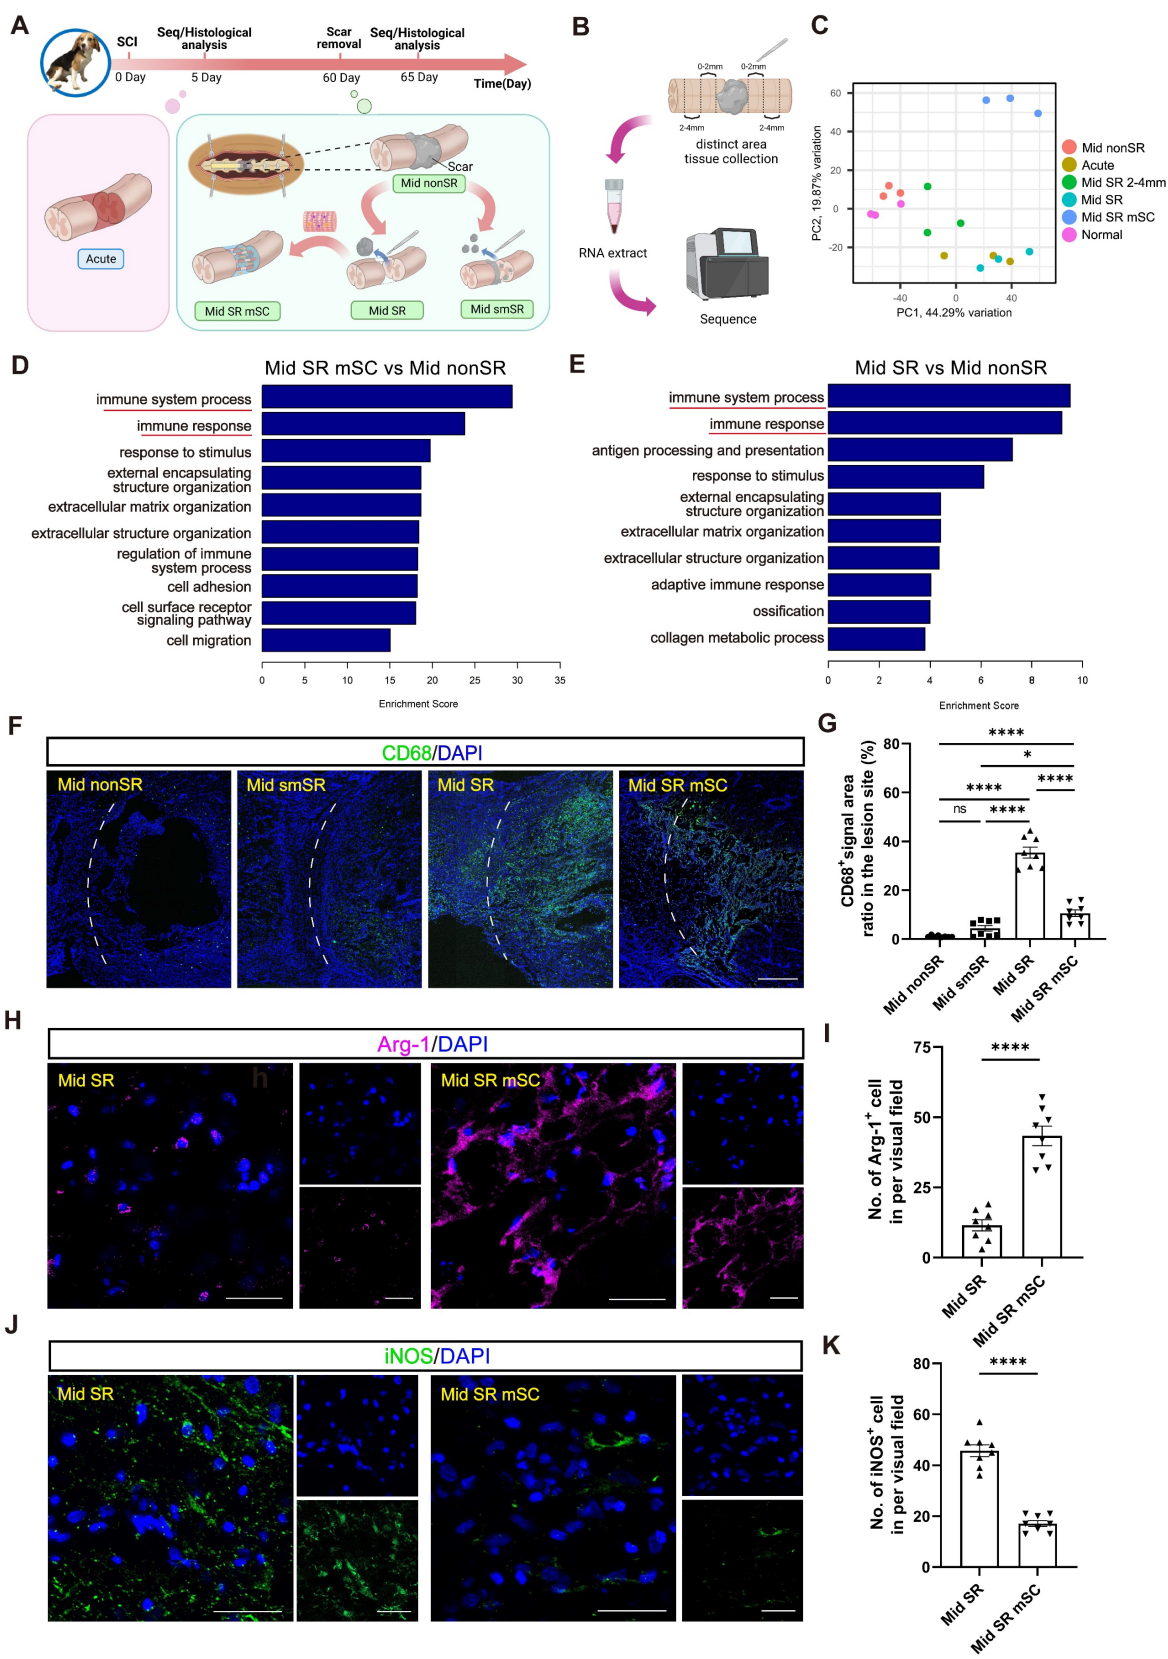 A
SCI
Seq/Histological
analysis
Scar
removal
Seq/Histological
analysis
0 Day
5 Day
60 Day
65 Day
Time(Day)
Scar
Mid nonSR
Acute
Mid SR mSC
Mid SR
Mid smSR
B
0-2mm
0-2mm
2-4mm
2-4mm
distinct area
tissue collection
RNA extract
Sequence
C
PC2, 19.87% variation
60
40
20
0
-20
-40
0
40
PC1, 44.29% variation
Mid nonSR
Acute
Mid SR 2-4mm
Mid SR
Mid SR mSC
Normal
D
Mid SR mSC vs Mid nonSR
immune system process
immune response
response to stimulus
external encapsulating
structure organization
extracellular matrix organization
extracellular structure organization
regulation of immune
system process
cell adhesion
cell surface receptor
signaling pathway
cell migration
0 5 10 15 20 25 30 35
Enrichment Score
E
Mid SR vs Mid nonSR
immune system process
immune response
antigen processing and presentation
response to stimulus
external encapsulating
structure organization
extracellular matrix organization
extracellular structure organization
adaptive immune response
ossification
collagen metabolic process
0 2 4 6 8 10
Enrichment Score
F
CD68/DAPI
Mid nonSR
Mid smSR
Mid SR
Mid SR mSC
G
CD68+ signal area
ratio in the lesion site (%)
80
60
40
20
0
****
*
****
****
ns
****
Mid nonSR
Mid smSR
Mid SR
Mid SR mSC
H
Arg-1/DAPI
Mid SR
h
Mid SR mSC
I
No. of Arg-1+ cell
in per visual field
75
50
25
0
****
Mid SR
Mid SR mSC
J
iNOS/DAPI
Mid SR
Mid SR mSC
K
No. of iNOS+ cell
in per visual field
80
60
40
20
0
****
Mid SR
Mid SR mSC